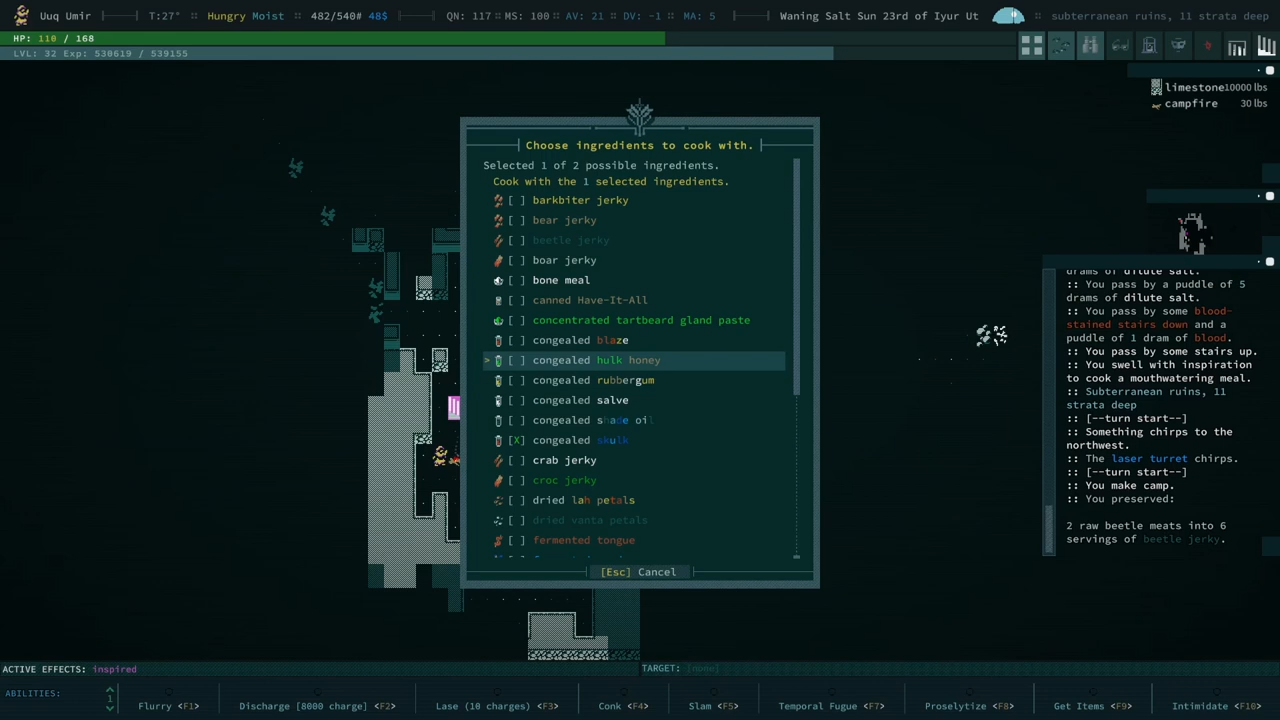 Uuq Umir T:27° :: Hungry Moist :: 482/540# 48$ QN: 117 :: MS: 100 :: AV: 21 :: DV: -1 :: MA: 5 Waning Salt Sun 23rd of Iyur Ut :: subterranean ruins, 11 strata deep
HP: 110 / 168
LVL: 32 Exp: 530619 / 539155
limestone 10000 lbs
campfire 30 lbs
Choose ingredients to cook with.
Selected 1 of 2 possible ingredients.
Cook with the 1 selected ingredients.
[ ] barkbiter jerky
[ ] bear jerky
[ ] beetle jerky
[ ] boar jerky
[ ] bone meal
[ ] canned Have-It-All
[ ] concentrated tartbeard gland paste
[ ] congealed blaze
> [ ] congealed hulk honey
[ ] congealed rubbergum
[ ] congealed salve
[ ] congealed shade oil
[X] congealed skulk
[ ] crab jerky
[ ] croc jerky
[ ] dried lah petals
[ ] dried vanta petals
[ ] fermented tongue
[Esc] Cancel
drams of dilute salt.
:: You pass by a puddle of 5
drams of dilute salt.
:: You pass by some blood-
stained stairs down and a
puddle of 1 dram of blood.
:: You pass by some stairs up.
:: You swell with inspiration
to cook a mouthwatering meal.
:: Subterranean ruins, 11
strata deep
:: [--turn start--]
:: Something chirps to the
northwest.
:: The laser turret chirps.
:: [--turn start--]
:: You make camp.
:: You preserved:
2 raw beetle meats into 6
servings of beetle jerky.
ACTIVE EFFECTS: inspired
TARGET: [none]
ABILITIES: 1 Flurry <F1> Discharge [8000 charge] <F2> Lase (10 charges) <F3> Conk <F4> Slam <F5> Temporal Fugue <F7> Proselytize <F8> Get Items <F9> Intimidate <F10>